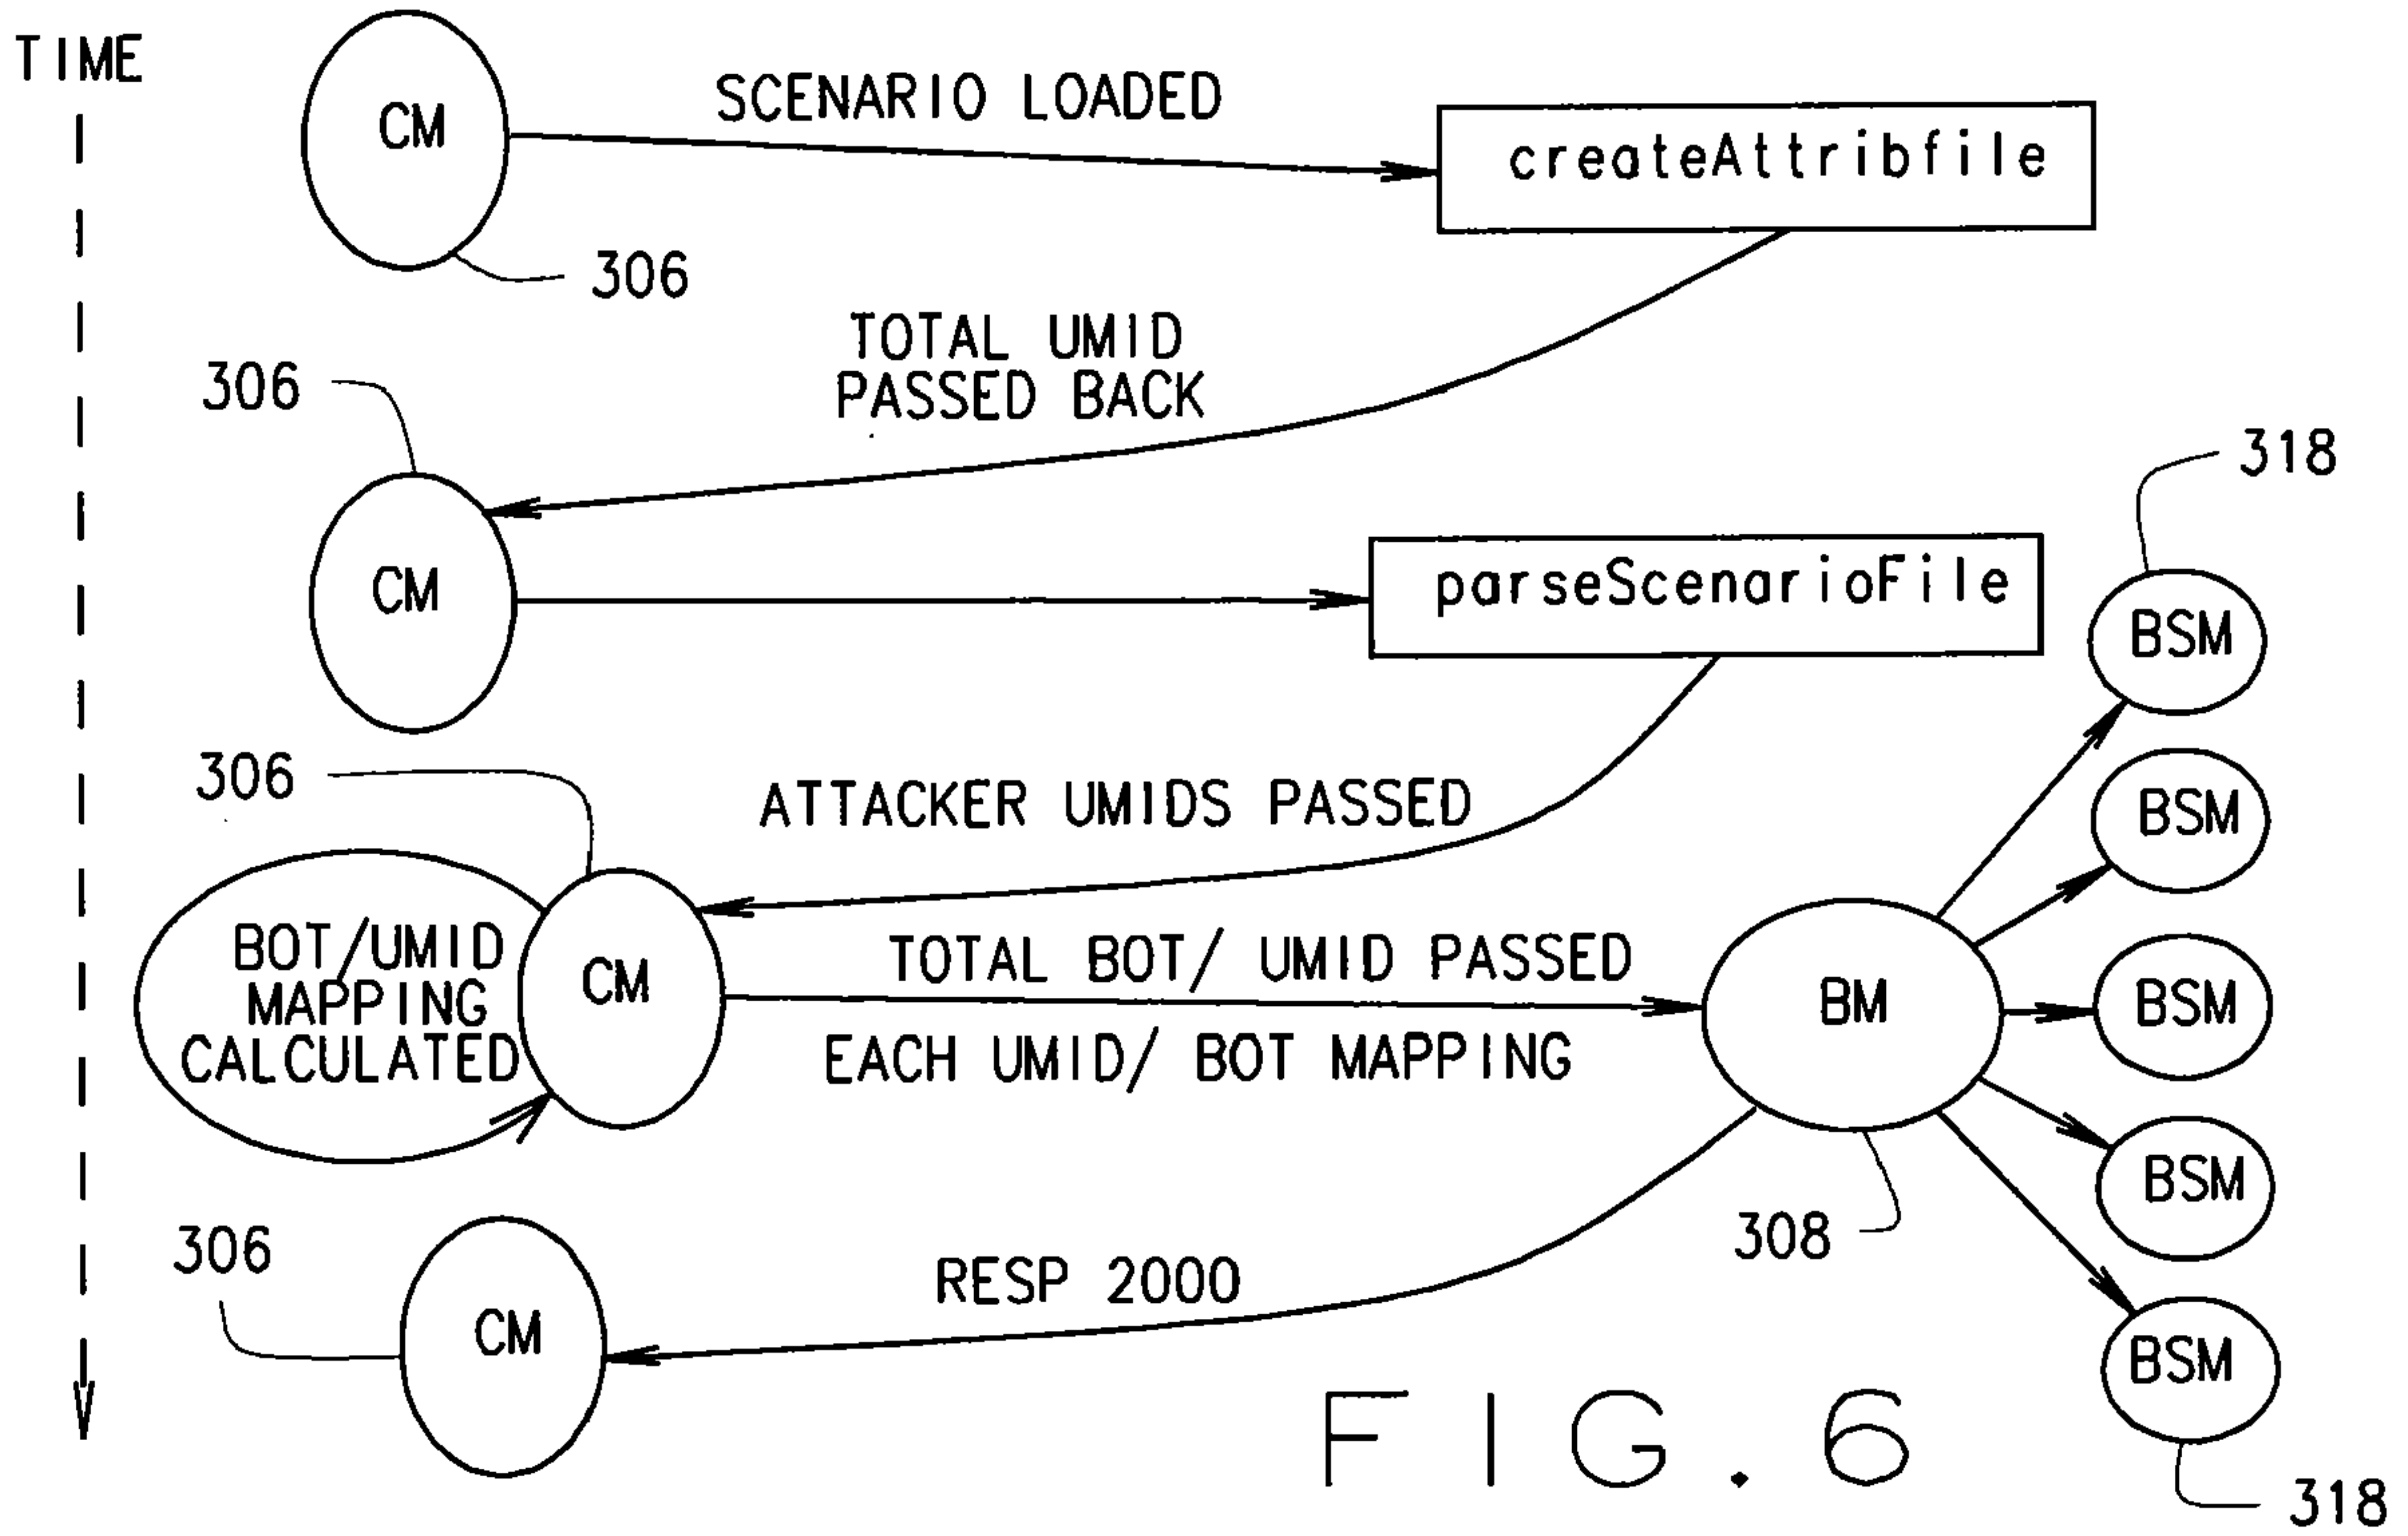 TIME
CM
SCENARIO LOADED
createAttribfile
306
TOTAL UMID
PASSED BACK
306
318
CM
parseScenarioFile
BSM
306
ATTACKER UMIDS PASSED
BSM
BOT/UMID
MAPPING
CALCULATED
CM
TOTAL BOT/ UMID PASSED
EACH UMID/ BOT MAPPING
BM
BSM
BSM
308
306
RESP 2000
CM
BSM
FIG. 6
318